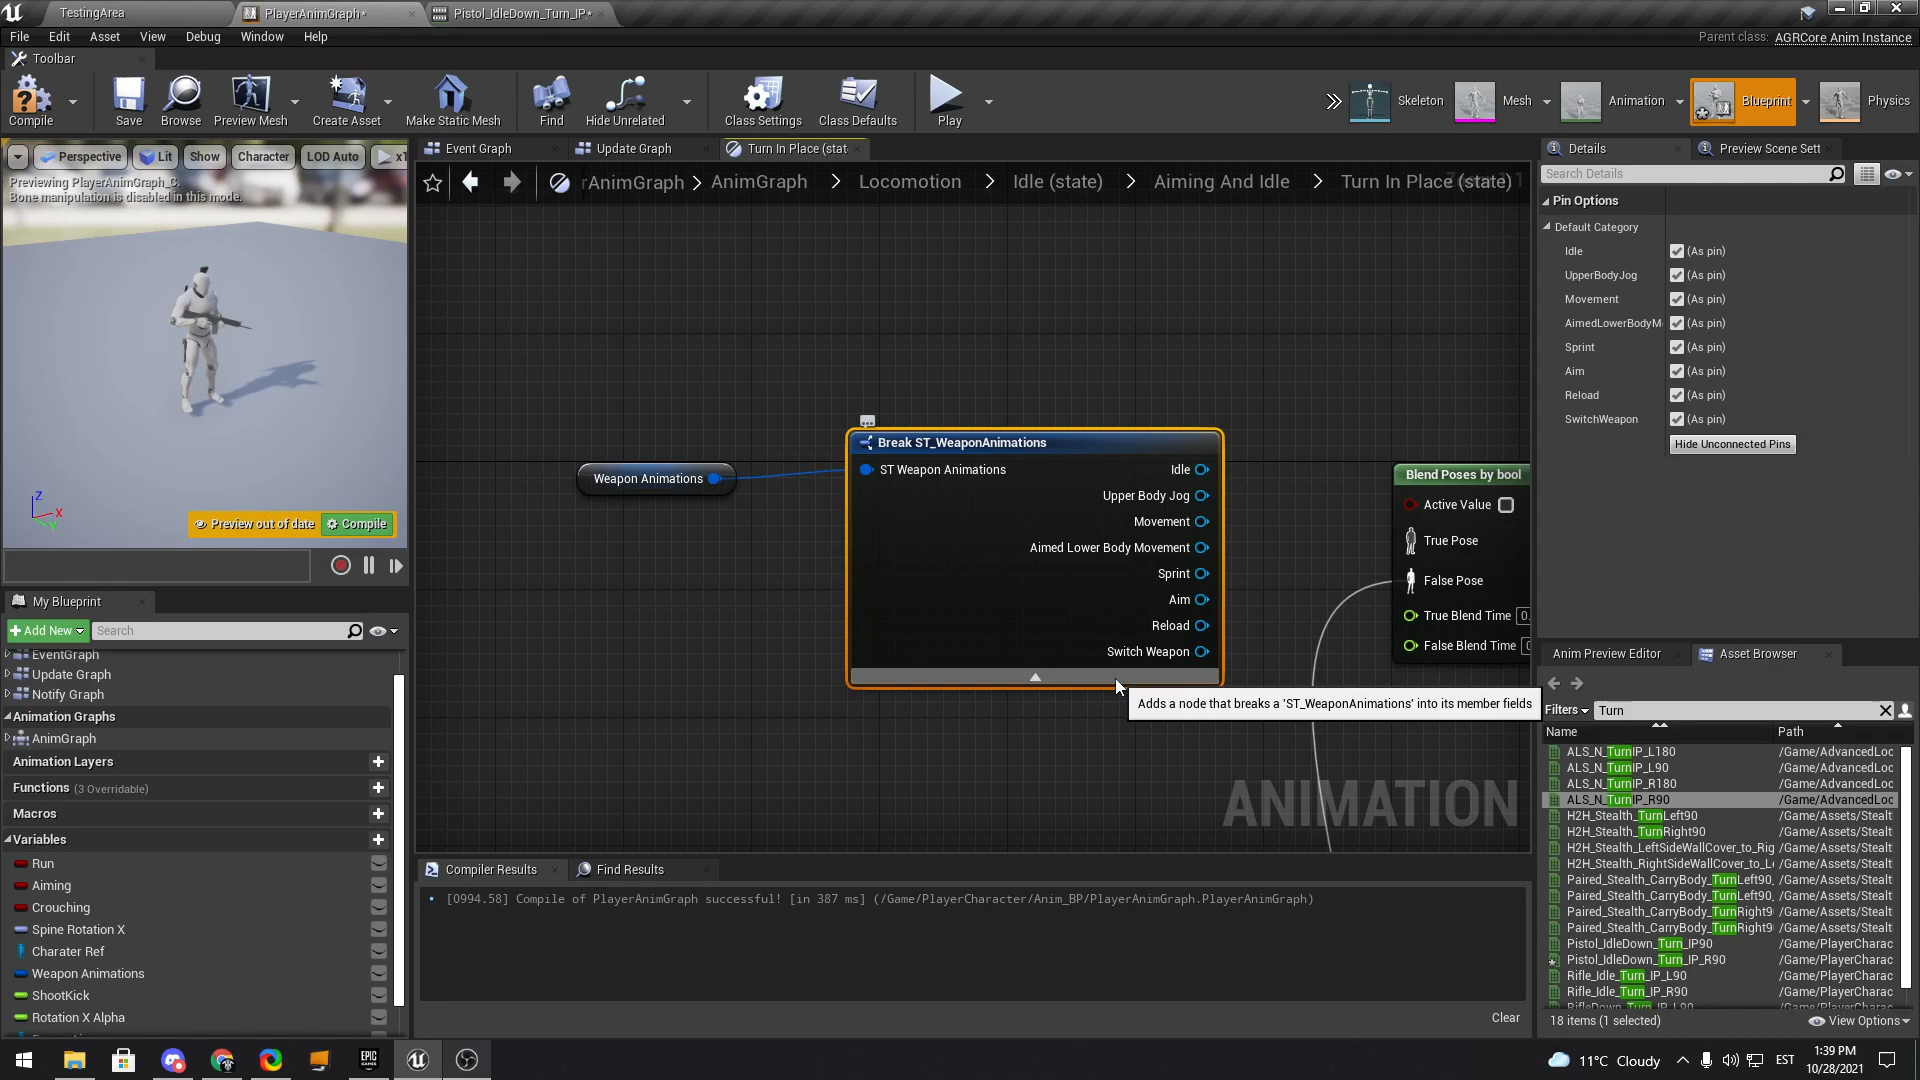 TestingArea
PlayerAnimGraph*
Pistol_IdleDown_Turn_IP.*
File Edit Asset View Debug Window Help
Parent class: AGRCore Anim Instance
Toolbar
Compile
Save
Browse
Preview Mesh
Create Asset
Make Static Mesh
Find
Hide Unrelated
Class Settings
Class Defaults
Play
Skeleton
Mesh
Animation
Blueprint
Physics
Perspective
Lit
Show
Character
LOD Auto
x1
Previewing PlayerAnimGraph_C.
Bone manipulation is disabled in this mode.
Z
X
Y
Preview out of date
Compile
Event Graph
Update Graph
Turn In Place (stat
rAnimGraph > AnimGraph > Locomotion > Idle (state) > Aiming And Idle > Turn In Place (state)
Weapon Animations
Break ST_WeaponAnimations
ST Weapon Animations
Idle
Upper Body Jog
Movement
Aimed Lower Body Movement
Sprint
Aim
Reload
Switch Weapon
Adds a node that breaks a 'ST_WeaponAnimations' into its member fields
Blend Poses by bool
Active Value
True Pose
False Pose
True Blend Time 0.
False Blend Time
ANIMATION
Details
Preview Scene Sett
Search Details
Pin Options
Default Category
Idle (As pin)
UpperBodyJog (As pin)
Movement (As pin)
AimedLowerBodyM (As pin)
Sprint (As pin)
Aim (As pin)
Reload (As pin)
SwitchWeapon (As pin)
Hide Unconnected Pins
My Blueprint
Add New
Search
EventGraph
Update Graph
Notify Graph
Animation Graphs
AnimGraph
Animation Layers
Functions (3 Overridable)
Macros
Variables
Run
Aiming
Crouching
Spine Rotation X
Charater Ref
Weapon Animations
ShootKick
Rotation X Alpha
Compiler Results
Find Results
[0994.58] Compile of PlayerAnimGraph successful! [in 387 ms] (/Game/PlayerCharacter/Anim_BP/PlayerAnimGraph.PlayerAnimGraph)
Clear
Anim Preview Editor
Asset Browser
Filters
Turn
Name
Path
ALS_N_TurnIP_L180 /Game/AdvancedLoc
ALS_N_TurnIP_L90 /Game/AdvancedLoc
ALS_N_TurnIP_R180 /Game/AdvancedLoc
ALS_N_TurnIP_R90 /Game/AdvancedLoc
H2H_Stealth_TurnLeft90 /Game/Assets/Stealt
H2H_Stealth_TurnRight90 /Game/Assets/Stealt
H2H_Stealth_LeftSideWallCover_to_Rig /Game/Assets/Stealt
H2H_Stealth_RightSideWallCover_to_Le /Game/Assets/Stealt
Paired_Stealth_CarryBody_TurnLeft90_ /Game/Assets/Stealt
Paired_Stealth_CarryBody_TurnLeft90_ /Game/Assets/Stealt
Paired_Stealth_CarryBody_TurnRight9 /Game/Assets/Stealt
Paired_Stealth_CarryBody_TurnRight9 /Game/Assets/Stealt
Pistol_IdleDown_Turn_IP90 /Game/PlayerCharac
Pistol_IdleDown_Turn_IP_R90 /Game/PlayerCharac
Rifle_Idle_Turn_IP_L90 /Game/PlayerCharac
Rifle_Idle_Turn_IP_R90 /Game/PlayerCharac
18 items (1 selected)
View Options
EPIC GAMES
11°C Cloudy
EST
1:39 PM
10/28/2021